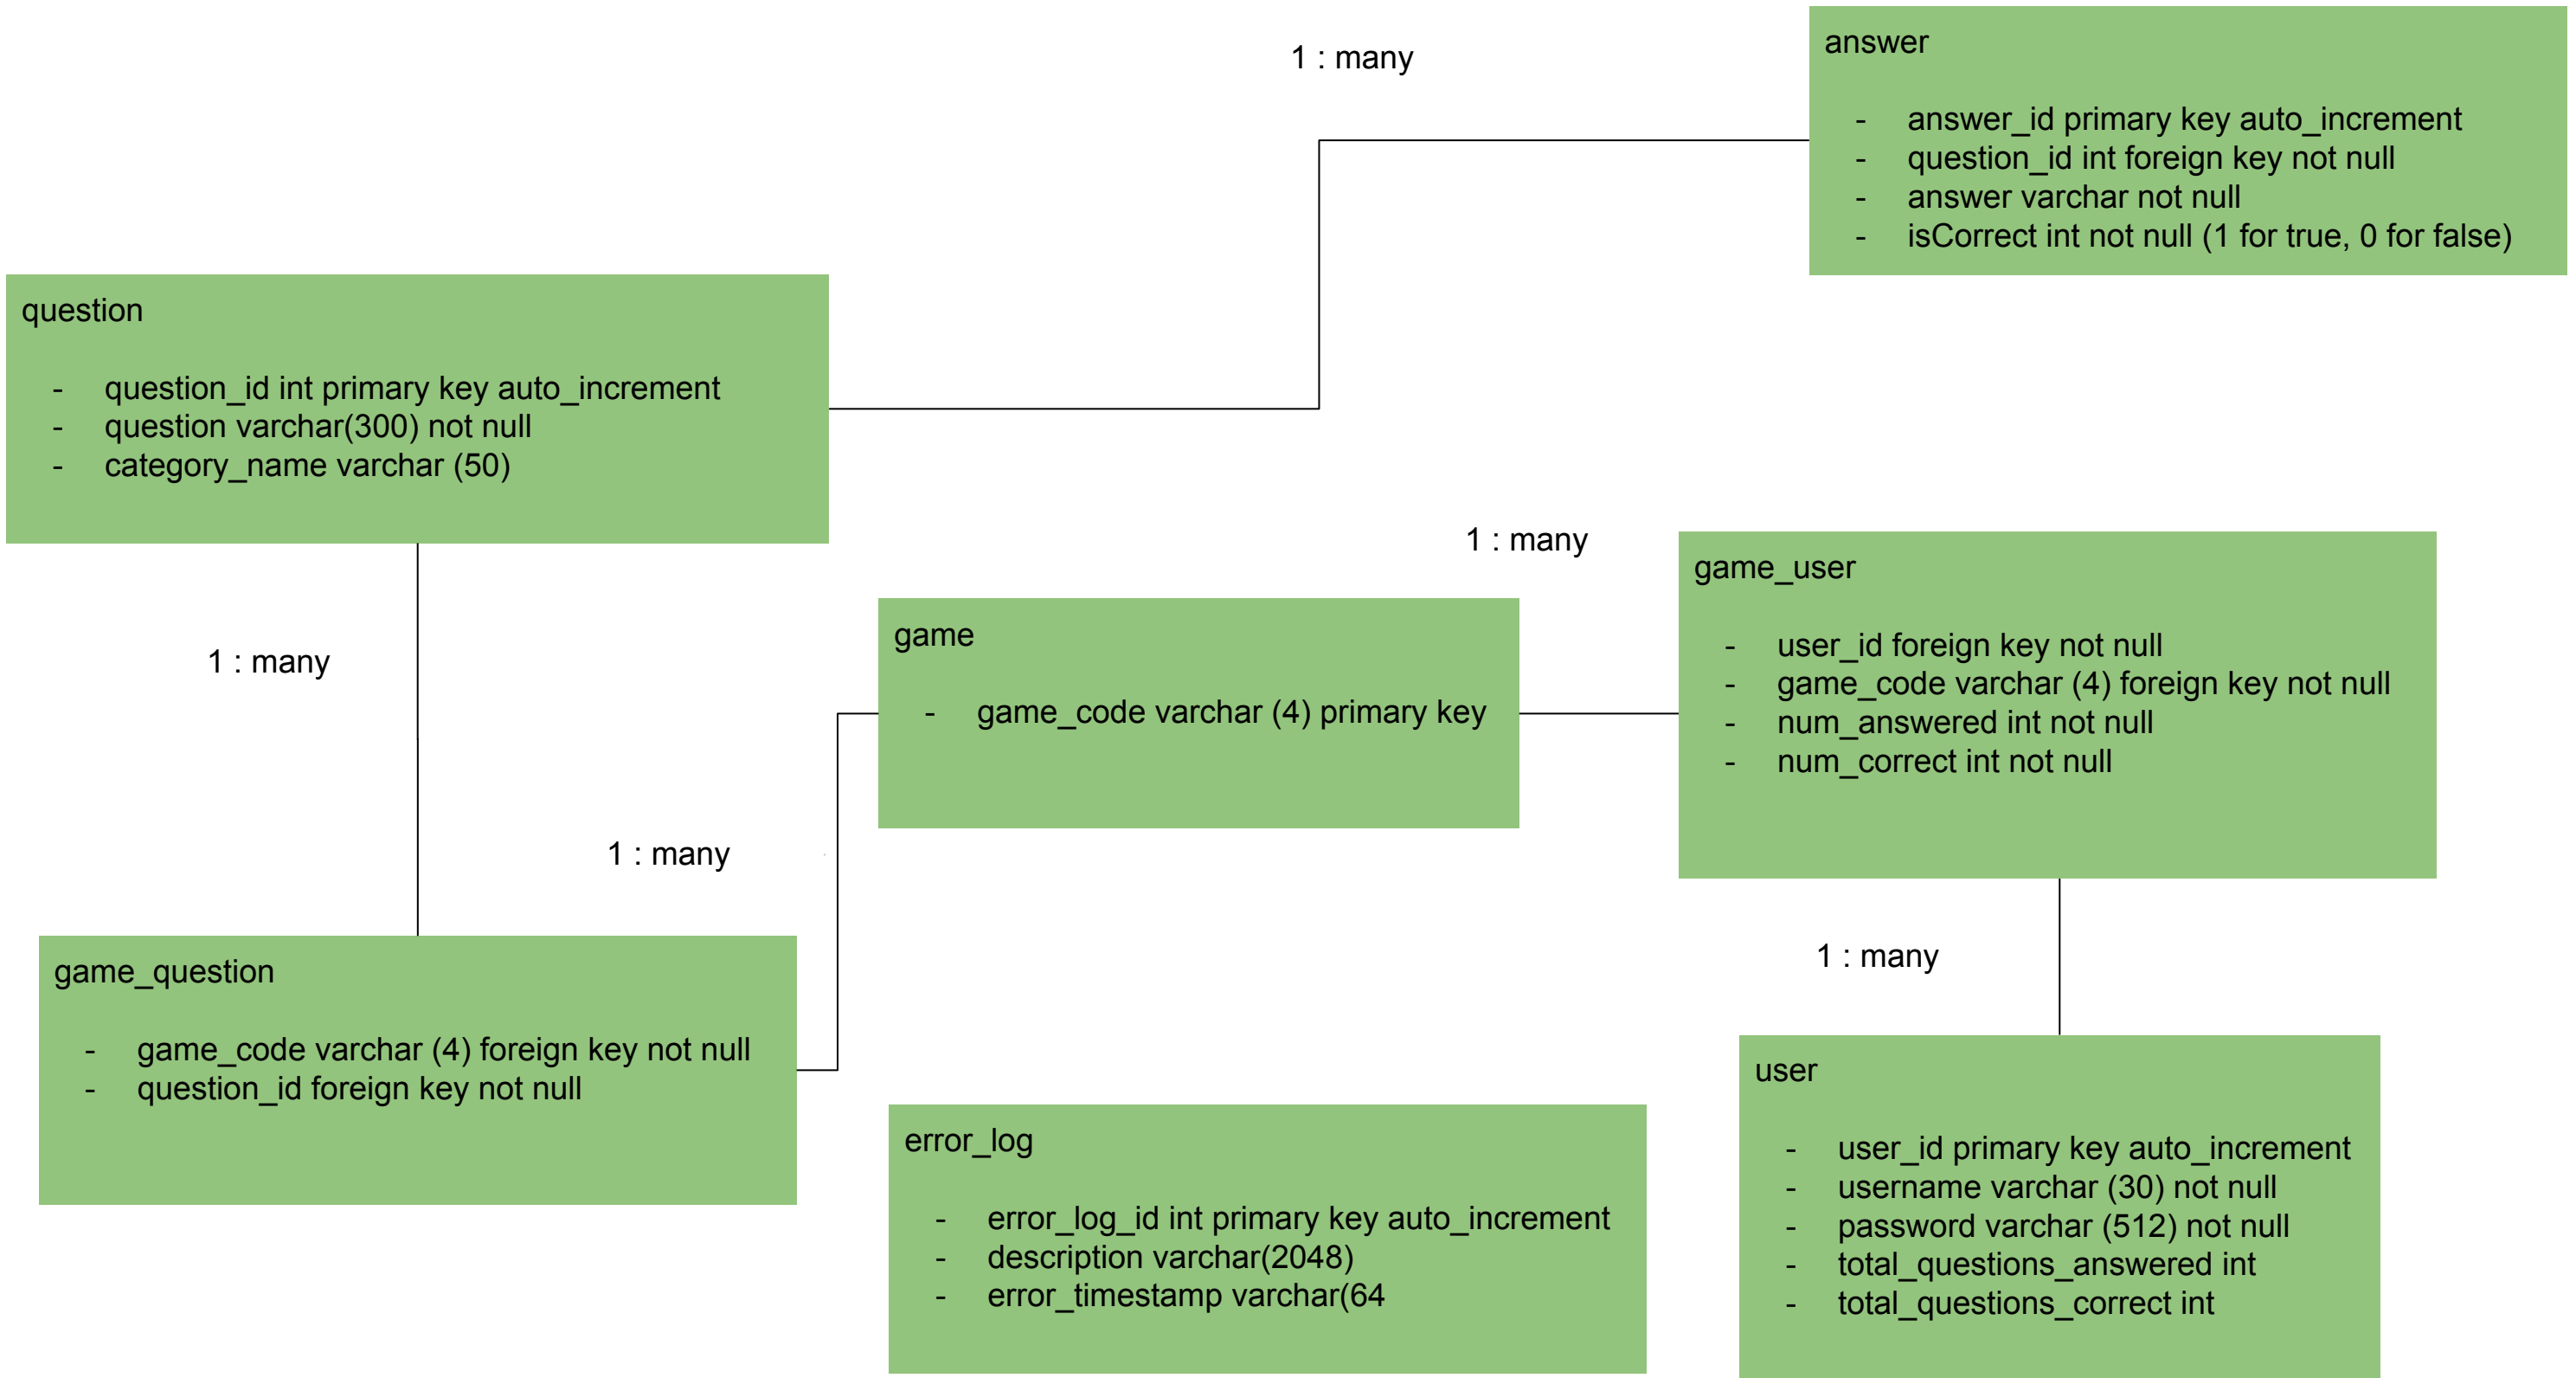 1 : many
answer
- answer_id primary key auto_increment
- question_id int foreign key not null
- answer varchar not null
- isCorrect int not null (1 for true, 0 for false)
question
- question_id int primary key auto_increment
- question varchar(300) not null
- category_name varchar (50)
1 : many
game_user
- user_id foreign key not null
- game_code varchar (4) foreign key not null
- num_answered int not null
- num_correct int not null
game
- game_code varchar (4) primary key
1 : many
1 : many
game_question
- game_code varchar (4) foreign key not null
- question_id foreign key not null
1 : many
error_log
- error_log_id int primary key auto_increment
- description varchar(2048)
- error_timestamp varchar(64
user
- user_id primary key auto_increment
- username varchar (30) not null
- password varchar (512) not null
- total_questions_answered int
- total_questions_correct int